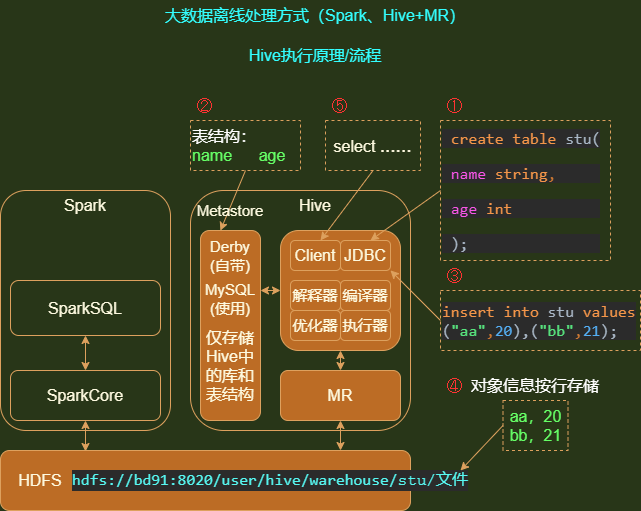 大数据离线处理方式（Spark、Hive+MR）
Hive执行原理/流程
②
⑤
①
表结构：
name age
select ......
create table stu(
name string,
age int
);
Spark
SparkSQL
SparkCore
Metastore
Hive
Derby
(自带)
MySQL
(使用)
仅存储
Hive中
的库和
表结构
Client
JDBC
解释器
编译器
优化器
执行器
MR
③
insert into stu values
("aa",20),("bb",21);
④ 对象信息按行存储
aa, 20
bb, 21
HDFS hdfs://bd91:8020/user/hive/warehouse/stu/文件